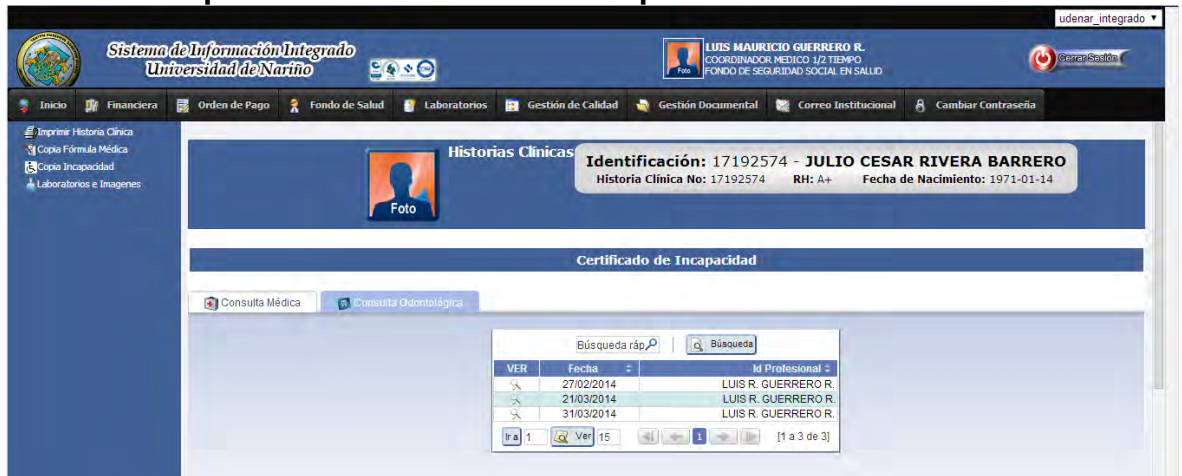 udenar_integrado
Sistema de Información Integrado
Universidad de Nariño
Foto
LUIS MAURICIO GUERRERO R.
COORDINADOR MEDICO 1/2 TIEMPO
FONDO DE SEGURIDAD SOCIAL EN SALUD
Cerrar Sesión
Inicio Financiera Orden de Pago Fondo de Salud Laboratorios Gestión de Calidad Gestión Documental Correo Institucional Cambiar Contraseña
Imprimir Historia Clínica
Copia Fórmula Médica
Copia Incapacidad
Laboratorios e Imagenes
Foto
Historias Clínicas
Identificación: 17192574 - JULIO CESAR RIVERA BARRERO
Historia Clínica No: 17192574 RH: A+ Fecha de Nacimiento: 1971-01-14
Certificado de Incapacidad
Consulta Médica Consulta Odontológica
Búsqueda ráp Búsqueda
VER Fecha Id Profesional
27/02/2014 LUIS R. GUERRERO R.
21/03/2014 LUIS R. GUERRERO R.
31/03/2014 LUIS R. GUERRERO R.
Ir a 1 Ver 15 1 [1 a 3 de 3]